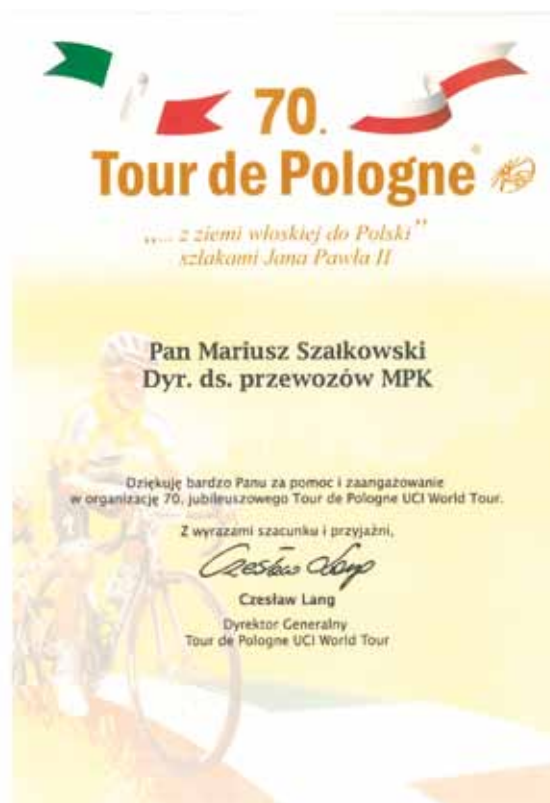 70.
Tour de Pologne®
„... z ziemi włoskiej do Polski”
szlakami Jana Pawła II
Pan Mariusz Szałkowski
Dyr. ds. przewozów MPK
Dziękuję bardzo Panu za pomoc i zaangażowanie
w organizację 70. jubileuszowego Tour de Pologne UCI World Tour.
Z wyrazami szacunku i przyjaźni,
Czesław Lang
Czesław Lang
Dyrektor Generalny
Tour de Pologne UCI World Tour